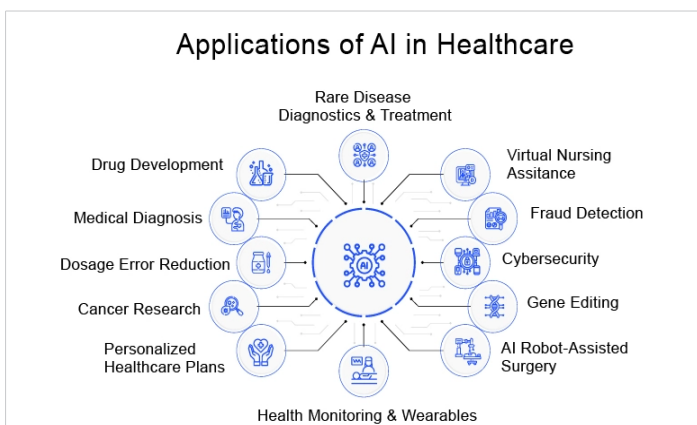 Applications of AI in Healthcare
Rare Disease
Diagnostics & Treatment
Drug Development
Virtual Nursing
Assitance
Medical Diagnosis
Fraud Detection
Dosage Error Reduction
AI
Cybersecurity
Cancer Research
Gene Editing
Personalized
Healthcare Plans
AI Robot-Assisted
Surgery
Health Monitoring & Wearables